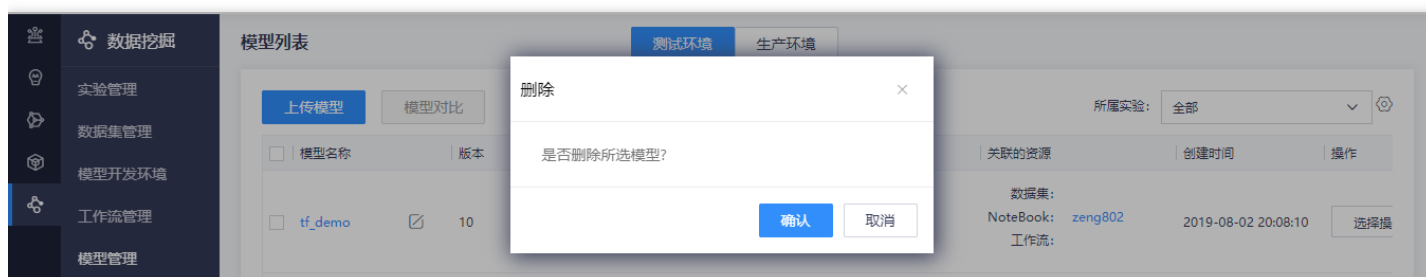 数据挖掘
实验管理
数据集管理
模型开发环境
工作流管理
模型管理
模型列表
测试环境 生产环境
上传模型 模型对比
所属实验: 全部
模型名称 版本 关联的资源 创建时间 操作
tf_demo 10
数据集:
NoteBook: zeng802
工作流:
2019-08-02 20:08:10
选择操
删除
是否删除所选模型?
确认 取消